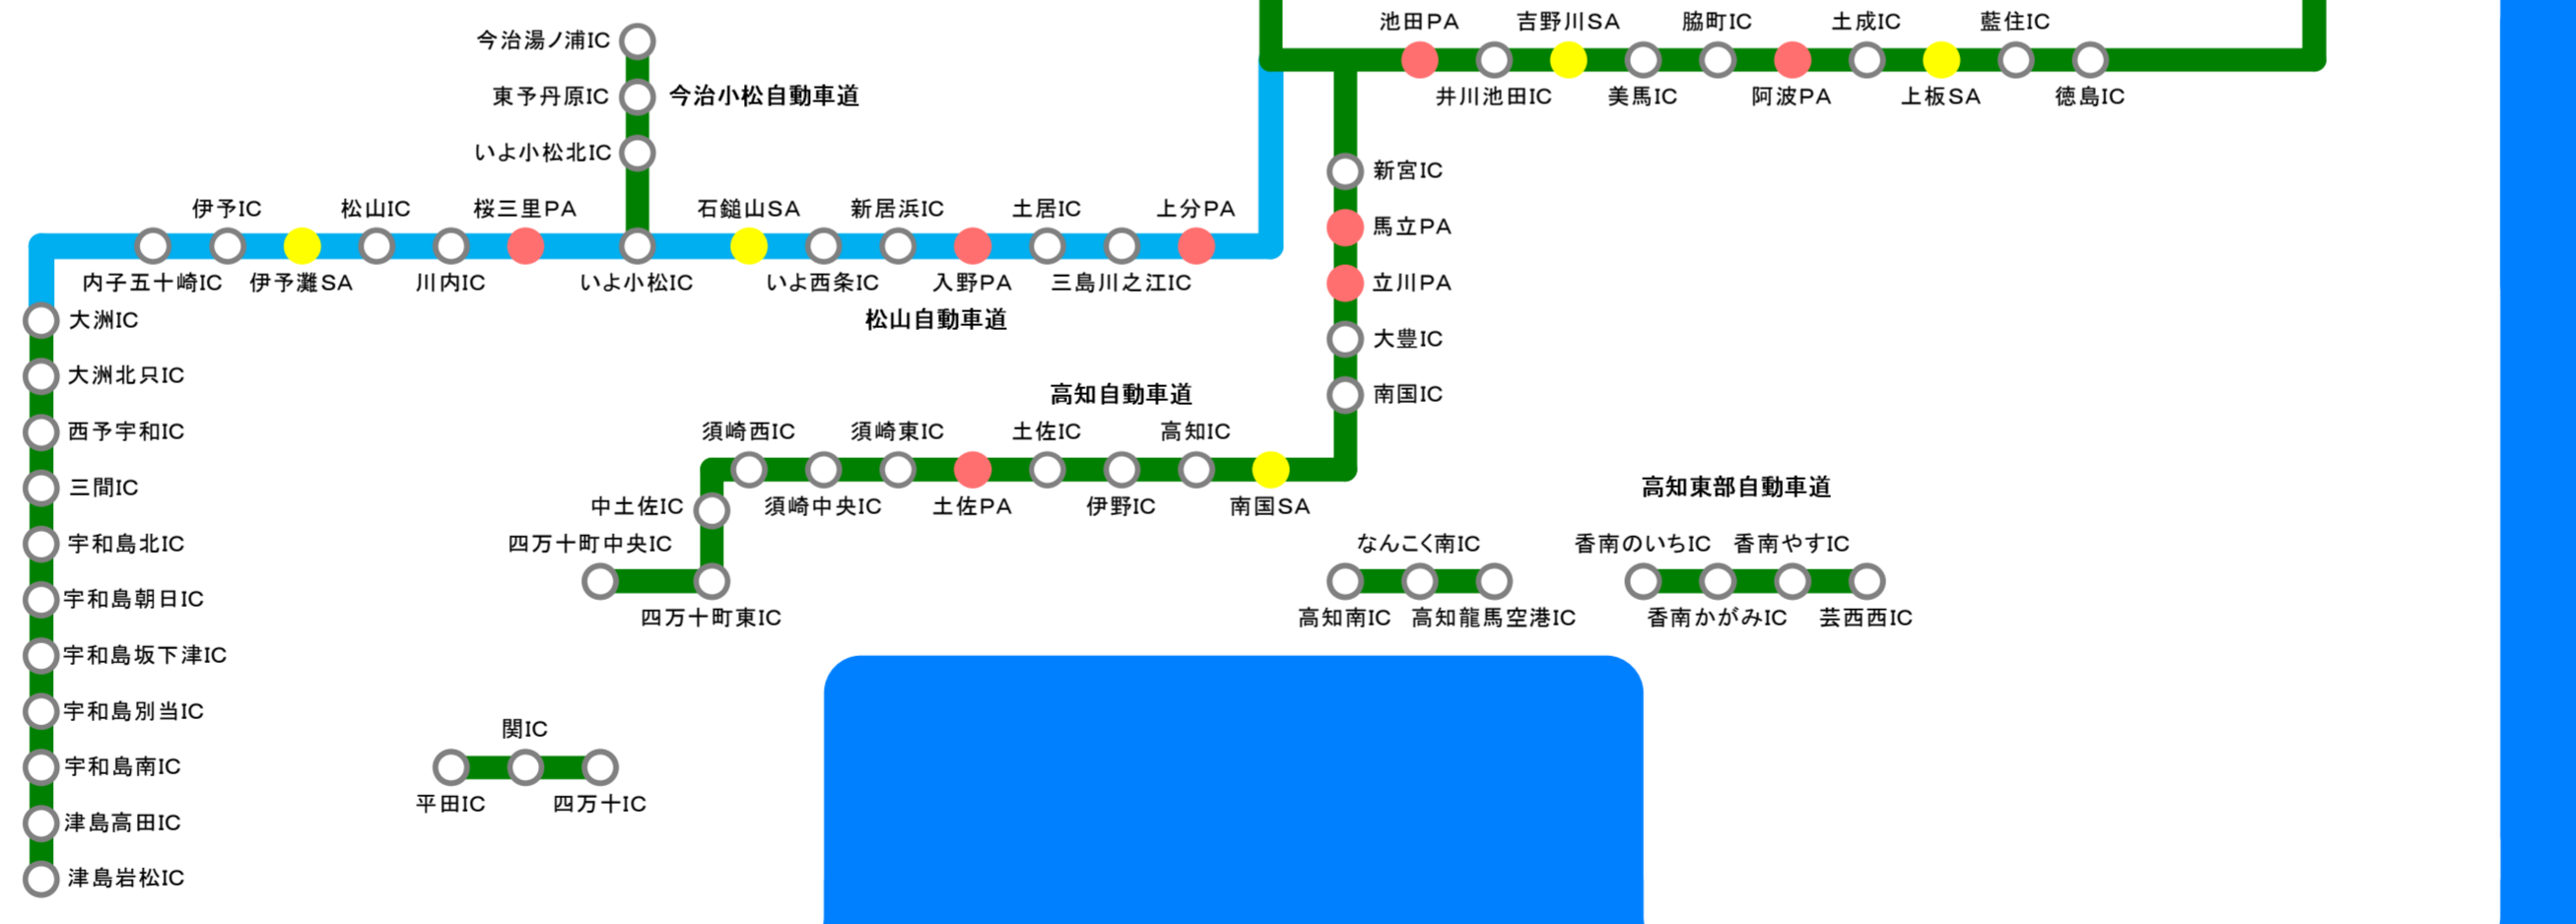 池田PA
吉野川SA
脇町IC
土成IC
藍住IC
井川池田IC
美馬IC
阿波PA
上板SA
徳島IC
今治湯ノ浦IC
東予丹原IC
今治小松自動車道
いよ小松北IC
新宮IC
馬立PA
立川PA
大豊IC
南国IC
伊予IC
松山IC
桜三里PA
石鎚山SA
新居浜IC
土居IC
上分PA
内子五十崎IC
伊予灘SA
川内IC
いよ小松IC
いよ西条IC
入野PA
三島川之江IC
松山自動車道
大洲IC
大洲北只IC
西予宇和IC
三間IC
宇和島北IC
宇和島朝日IC
宇和島坂下津IC
宇和島別当IC
宇和島南IC
津島高田IC
津島岩松IC
高知自動車道
須崎西IC
須崎東IC
土佐IC
高知IC
中土佐IC
須崎中央IC
土佐PA
伊野IC
南国SA
四万十町中央IC
四万十町東IC
高知東部自動車道
なんこく南IC
香南のいちIC
香南やすIC
高知南IC
高知龍馬空港IC
香南かがみIC
芸西西IC
関IC
平田IC
四万十IC